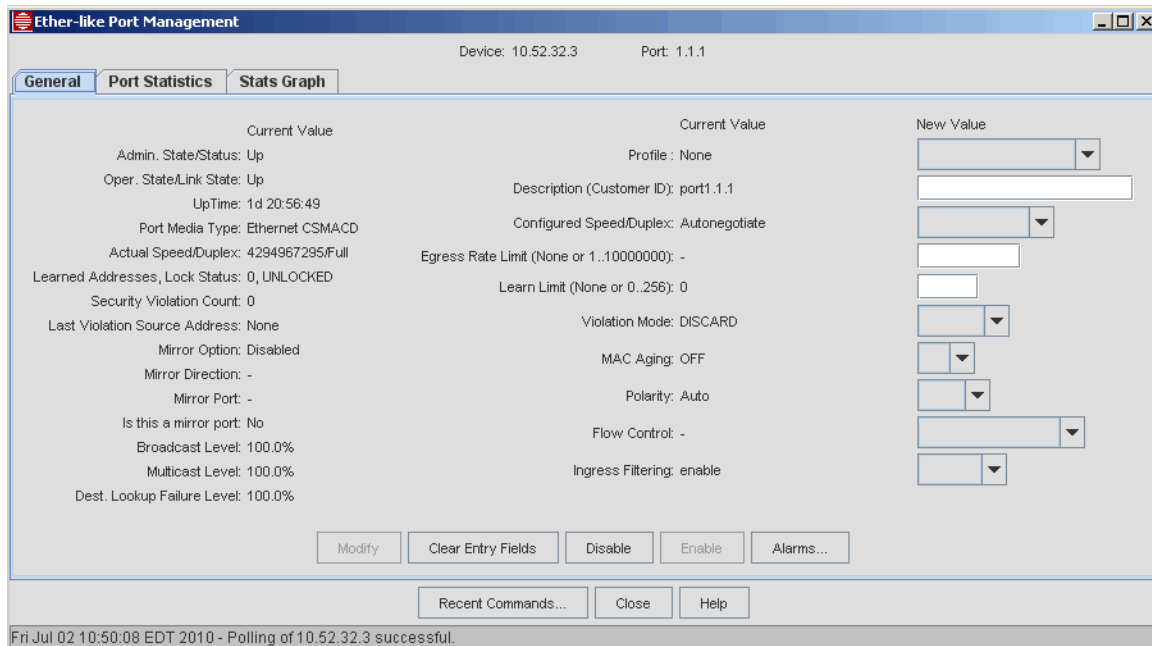 Ether-like Port Management
Device: 10.52.32.3 Port: 1.1.1
General Port Statistics Stats Graph
Current Value
Admin. State/Status: Up
Oper. State/Link State: Up
UpTime: 1d 20:56:49
Port Media Type: Ethernet CSMACD
Actual Speed/Duplex: 4294967295/Full
Learned Addresses, Lock Status: 0, UNLOCKED
Security Violation Count: 0
Last Violation Source Address: None
Mirror Option: Disabled
Mirror Direction: -
Mirror Port: -
Is this a mirror port: No
Broadcast Level: 100.0%
Multicast Level: 100.0%
Dest. Lookup Failure Level: 100.0%
Current Value New Value
Profile : None
Description (Customer ID): port1.1.1
Configured Speed/Duplex: Autonegotiate
Egress Rate Limit (None or 1..10000000): -
Learn Limit (None or 0..256): 0
Violation Mode: DISCARD
MAC Aging: OFF
Polarity: Auto
Flow Control: -
Ingress Filtering: enable
Modify Clear Entry Fields Disable Enable Alarms...
Recent Commands... Close Help
Fri Jul 02 10:50:08 EDT 2010 - Polling of 10.52.32.3 successful.